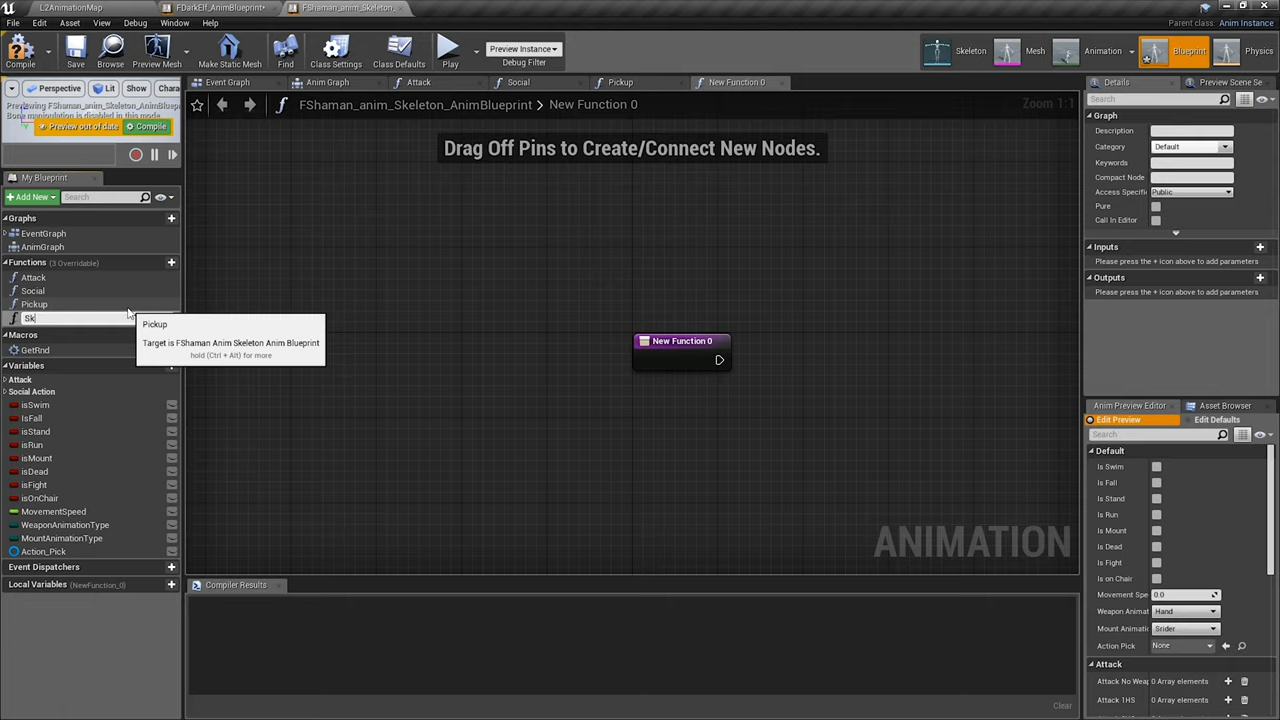 L2AnimationMap
FDarkElf_AnimBlueprint*
FShaman_anim_Skeleton_
File Edit Asset View Debug Window Help
Parent class: Anim Instance
Compile Save Browse Preview Mesh Make Static Mesh Find Class Settings Class Defaults Play
Preview Instance
Debug Filter
Skeleton Mesh Animation Blueprint Physics
Perspective Lit Show Chara
Previewing FShaman_anim_Skeleton_AnimBluepri
Bone manipulation is disabled in this mode.
Preview out of date Compile
Event Graph Anim Graph Attack Social Pickup New Function 0
FShaman_anim_Skeleton_AnimBlueprint > New Function 0
Zoom 1:1
Drag Off Pins to Create/Connect New Nodes.
My Blueprint
Add New Search
Graphs
EventGraph
AnimGraph
Functions (3 Overridable)
Attack
Social
Pickup
Sk
Pickup
Target is FShaman Anim Skeleton Anim Blueprint
hold (Ctrl + Alt) for more
Macros
GetRnd
Variables
Attack
Social Action
isSwim
IsFall
isStand
isRun
isMount
isDead
isFight
isOnChair
MovementSpeed
WeaponAnimationType
MountAnimationType
Action_Pick
Event Dispatchers
Local Variables (NewFunction_0)
New Function 0
ANIMATION
Compiler Results
Clear
Details Preview Scene Se
Search
Graph
Description
Category Default
Keywords
Compact Node
Access Specifi Public
Pure
Call In Editor
Inputs
Please press the + icon above to add parameters
Outputs
Please press the + icon above to add parameters
Anim Preview Editor Asset Browser
Edit Preview Edit Defaults
Search
Default
Is Swim
Is Fall
Is Stand
Is Run
Is Mount
Is Dead
Is Fight
Is on Chair
Movement Spe 0.0
Weapon Animat Hand
Mount Animatio Srider
Action Pick None
Attack
Attack No Weap 0 Array elements
Attack 1HS 0 Array elements